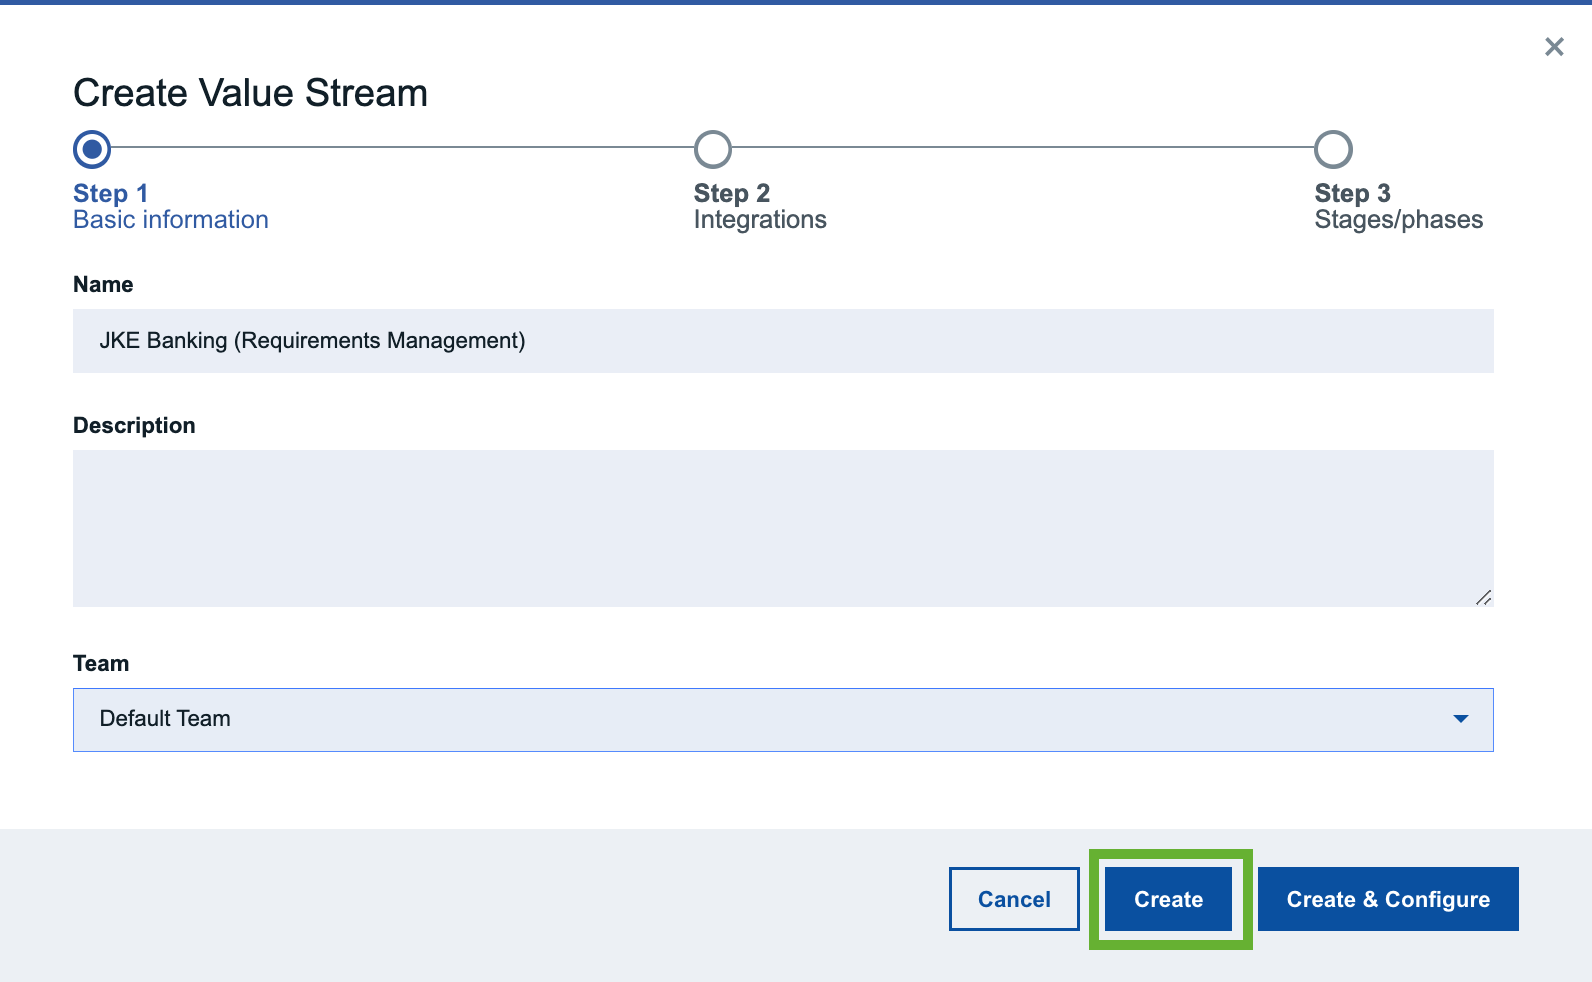 Create Value Stream
Step 1
Basic information
Step 2
Integrations
Step 3
Stages/phases
Name
JKE Banking (Requirements Management)
Description
Team
Default Team
Cancel
Create
Create & Configure